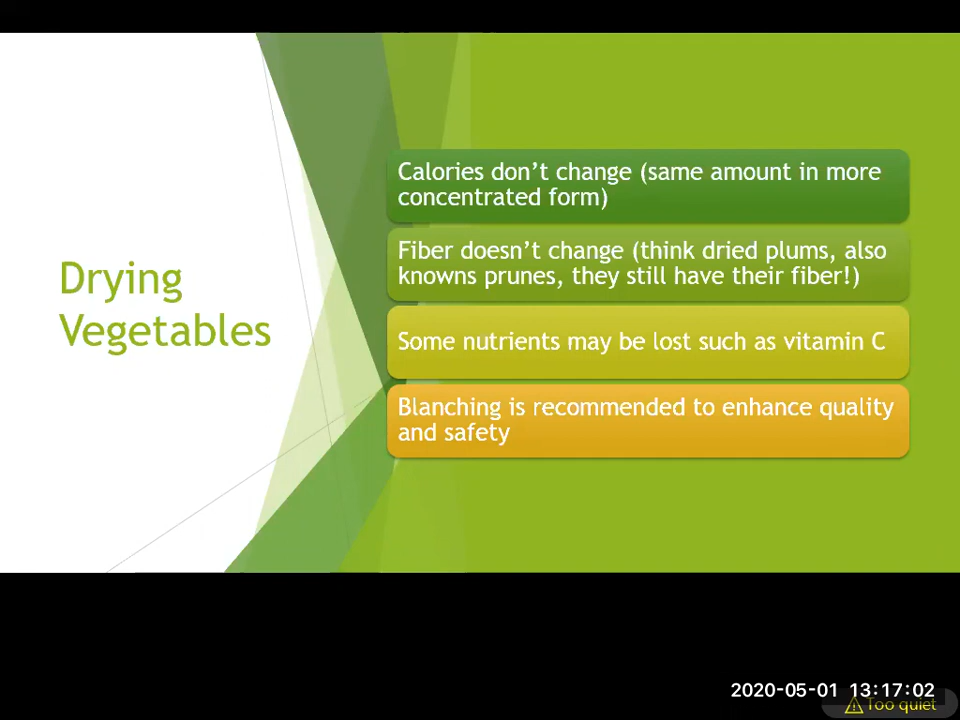 Drying
Vegetables
Calories don't change (same amount in more
concentrated form)
Fiber doesn't change (think dried plums, also
knowns prunes, they still have their fiber!)
Some nutrients may be lost such as vitamin C
Blanching is recommended to enhance quality
and safety
2020-05-01 13:17:02
Too quiet